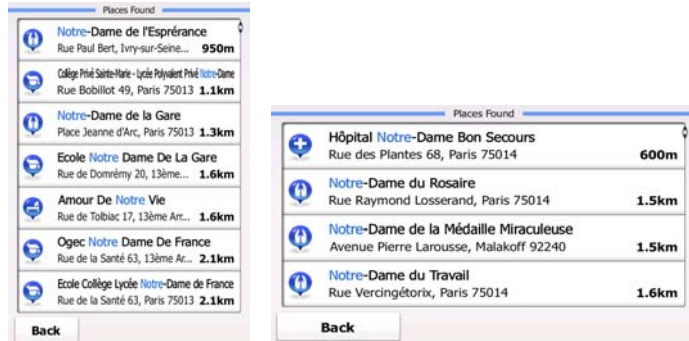 Places Found
Notre-Dame de l'Esprérance
Rue Paul Bert, Ivry-sur-Seine... 950m
Collège Privé Sainte-Marie - Lycée Polyvalent Privé Notre-Dame
Rue Bobillot 49, Paris 75013 1.1km
Notre-Dame de la Gare
Place Jeanne d'Arc, Paris 75013 1.3km
Ecole Notre Dame De La Gare
Rue de Domrémy 20, 13ème... 1.6km
Amour De Notre Vie
Rue de Tolbiac 17, 13ème Arr... 1.6km
Ogec Notre Dame De France
Rue de la Santé 63, 13ème Ar... 2.1km
Ecole Collège Lycée Notre-Dame de France
Rue de la Santé 63, Paris 75013 2.1km
Back
Places Found
Hôpital Notre-Dame Bon Secours
Rue des Plantes 68, Paris 75014 600m
Notre-Dame du Rosaire
Rue Raymond Losserand, Paris 75014 1.5km
Notre-Dame de la Médaille Miraculeuse
Avenue Pierre Larousse, Malakoff 92240 1.5km
Notre-Dame du Travail
Rue Vercingétorix, Paris 75014 1.6km
Back